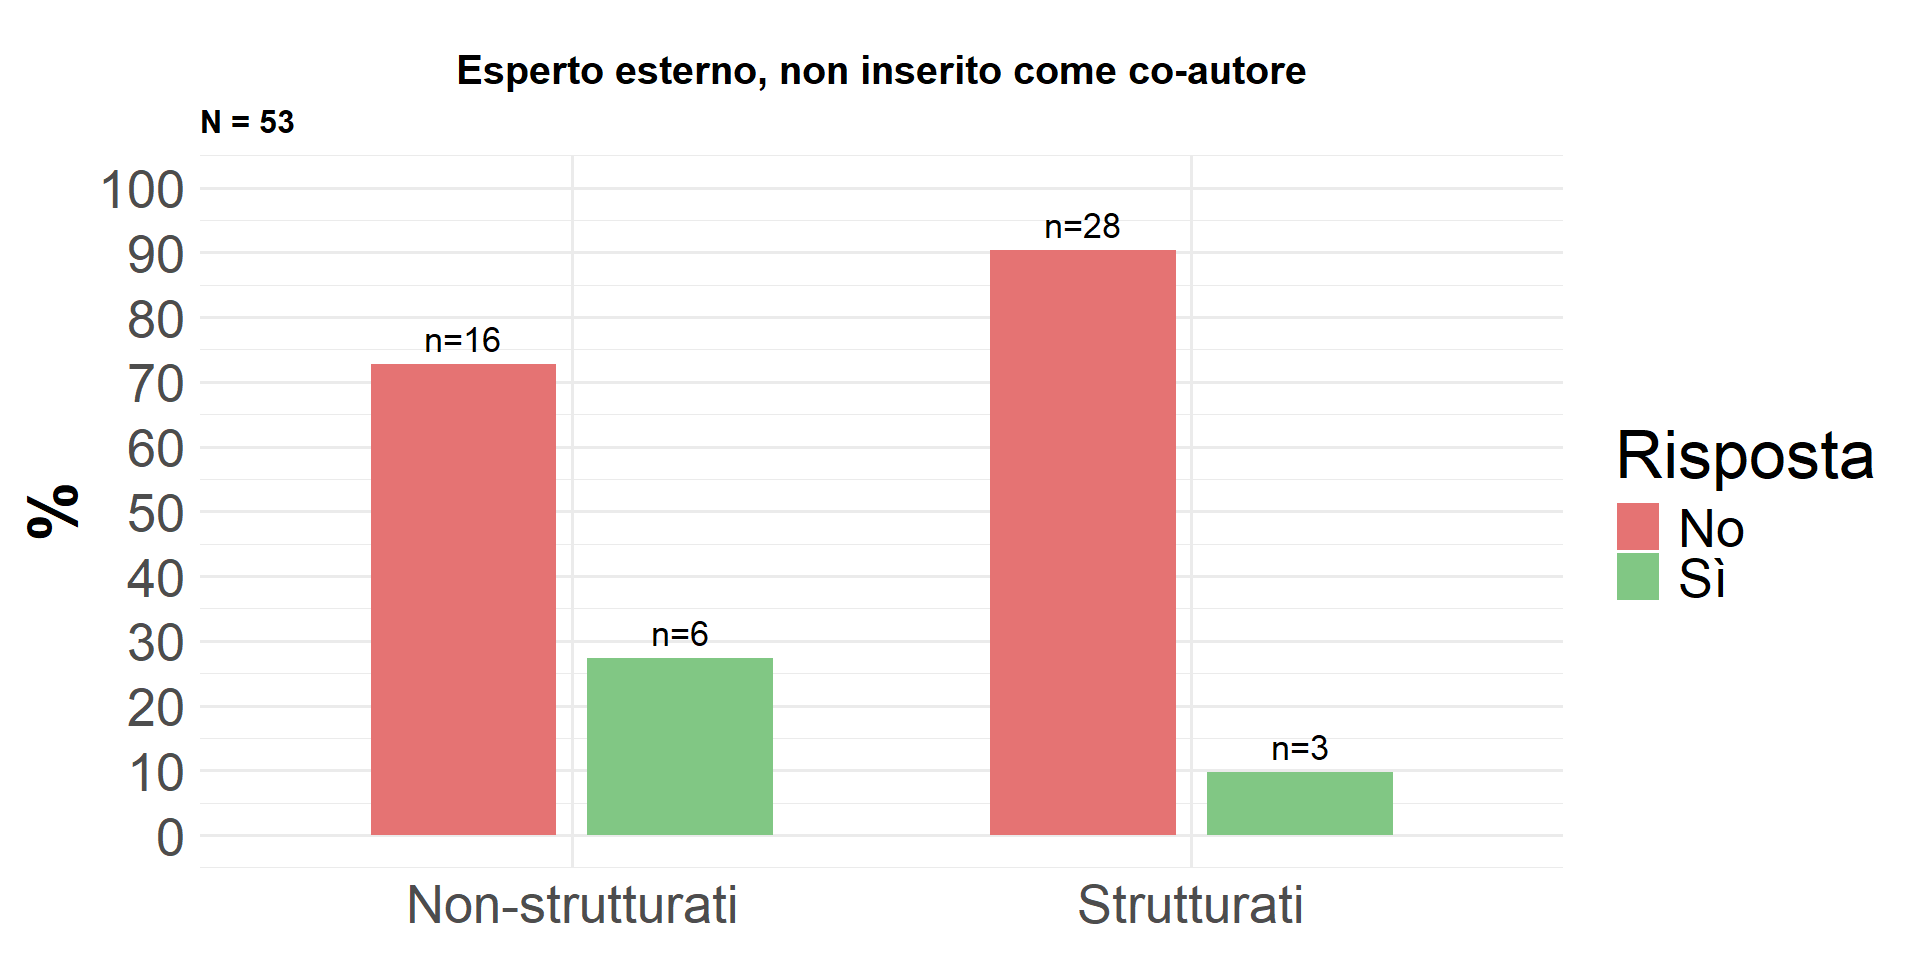 Esperto esterno, non inserito come co-autore
N = 53
100
90
80
70
60
50
40
30
20
10
0
%
n=16
n=6
n=28
n=3
Non-strutturati
Strutturati
Risposta
No
Sì